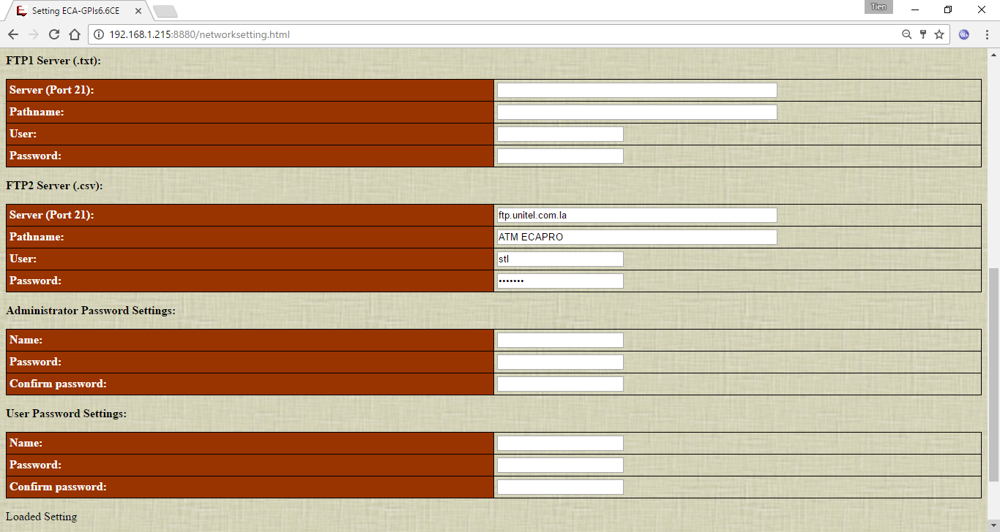 Setting ECA-GPIs6.6CE
Tien
192.168.1.215:8880/networksetting.html
FTP1 Server (.txt):
Server (Port 21):
Pathname:
User:
Password:
FTP2 Server (.csv):
Server (Port 21): ftp.unitel.com.la
Pathname: ATM ECAPRO
User: stl
Password: •••••••
Administrator Password Settings:
Name:
Password:
Confirm password:
User Password Settings:
Name:
Password:
Confirm password:
Loaded Setting